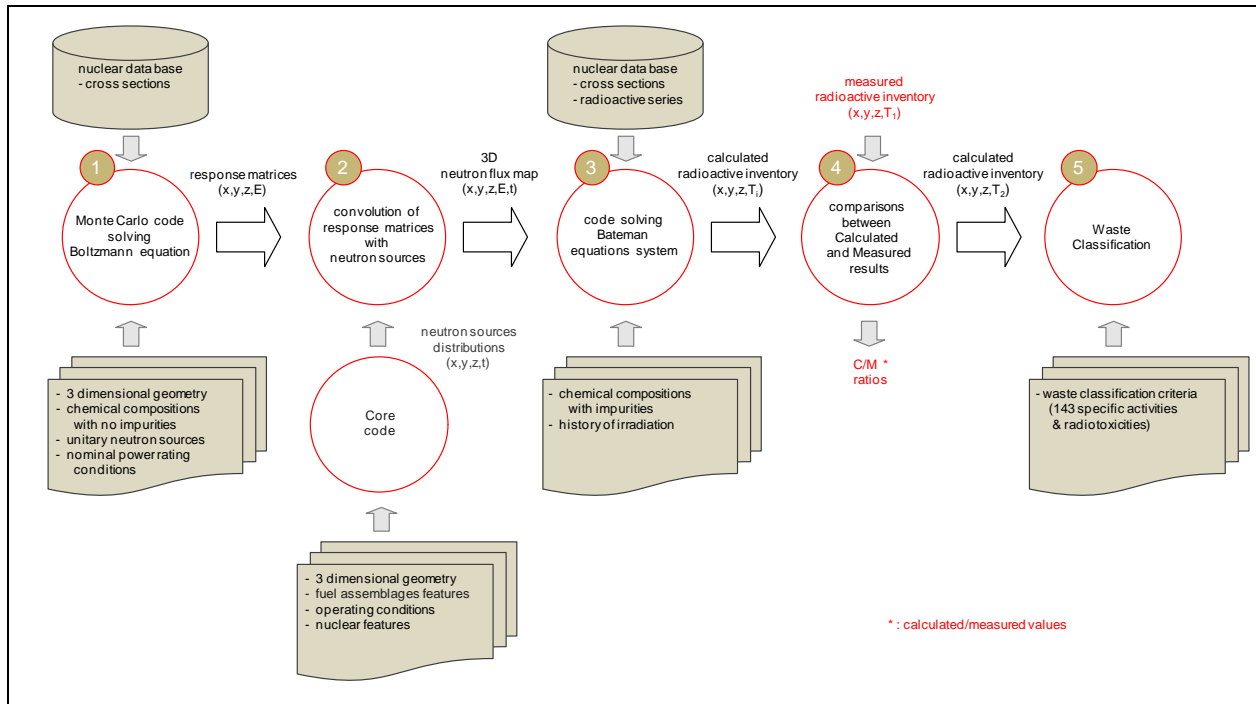 nuclear data base
- cross sections
nuclear data base
- cross sections
- radioactive series
measured
radioactive inventory
(x,y,z,T1)
1
response matrices
(x,y,z,E)
2
3D
neutron flux map
(x,y,z,E,t)
3
calculated
radioactive inventory
(x,y,z,Ti)
4
calculated
radioactive inventory
(x,y,z,T2)
5
Monte Carlo code
solving
Boltzmann equation
convolution of
response matrices
with
neutron sources
code solving
Bateman
equations system
comparisons
between
Calculated
and Measured
results
Waste
Classification
neutron sources
distributions
(x,y,z,t)
C/M *
ratios
- 3 dimensional geometry
- chemical compositions
with no impurities
- unitary neutron sources
- nominal power rating
conditions
Core
code
- chemical compositions
with impurities
- history of irradiation
- waste classification criteria
(143 specific activities
& radiotoxicities)
- 3 dimensional geometry
- fuel assemblages features
- operating conditions
- nuclear features
* : calculated/measured values